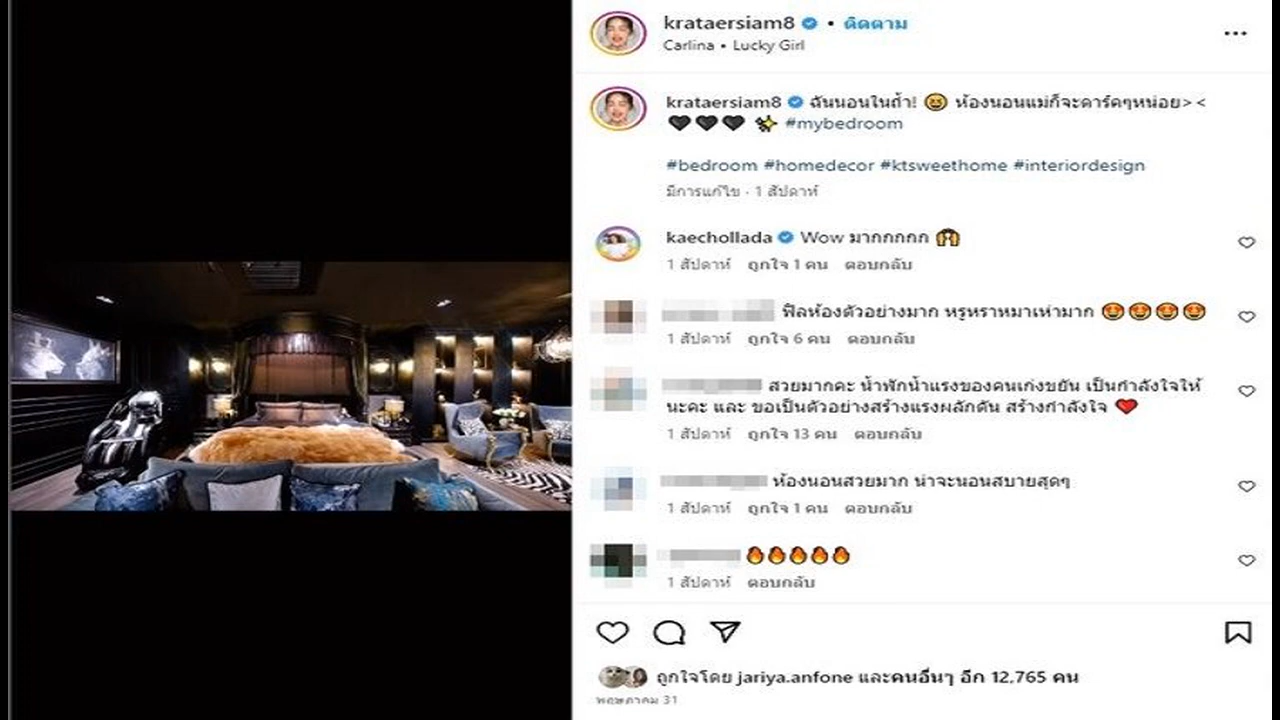 krataersiam8 • ติดตาม
Carlina • Lucky Girl
krataersiam8 ฉันนอนในถ้ำ! 😆 ห้องนอนแม่ก็จะดาร์คๆหน่อย> <
🖤🖤🖤 ✨ #mybedroom
#bedroom #homedecor #ktsweethome #interiordesign
มีการแก้ไข · 1 สัปดาห์
kaechollada Wow มากกกกก 🙌
1 สัปดาห์ ถูกใจ 1 คน ตอบกลับ
ฟิลห้องตัวอย่างมาก หรูหราหมาเห่ามาก 🤩🤩🤩🤩
1 สัปดาห์ ถูกใจ 6 คน ตอบกลับ
สวยมากคะ น้ำพักน้ำแรงของคนเก่งขยัน เป็นกำลังใจให้
นะคะ และ ขอเป็นตัวอย่างสร้างแรงผลักดัน สร้างกำลังใจ ❤️
1 สัปดาห์ ถูกใจ 13 คน ตอบกลับ
ห้องนอนสวยมาก น่าจะนอนสบายสุดๆ
1 สัปดาห์ ถูกใจ 1 คน ตอบกลับ
🔥🔥🔥🔥🔥
1 สัปดาห์ ตอบกลับ
ถูกใจโดย jariya.anfone และคนอื่นๆ อีก 12,765 คน
พฤษภาคม 31